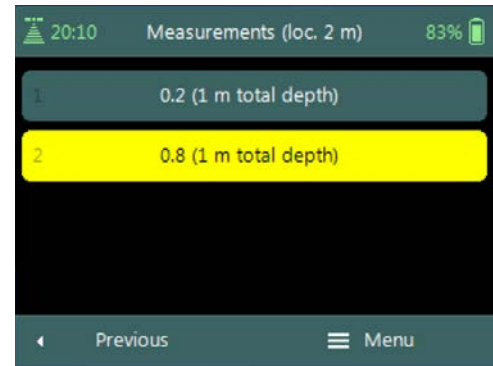 20:10 Measurements (loc. 2 m) 83%
1 0.2 (1 m total depth)
2 0.8 (1 m total depth)
Previous Menu